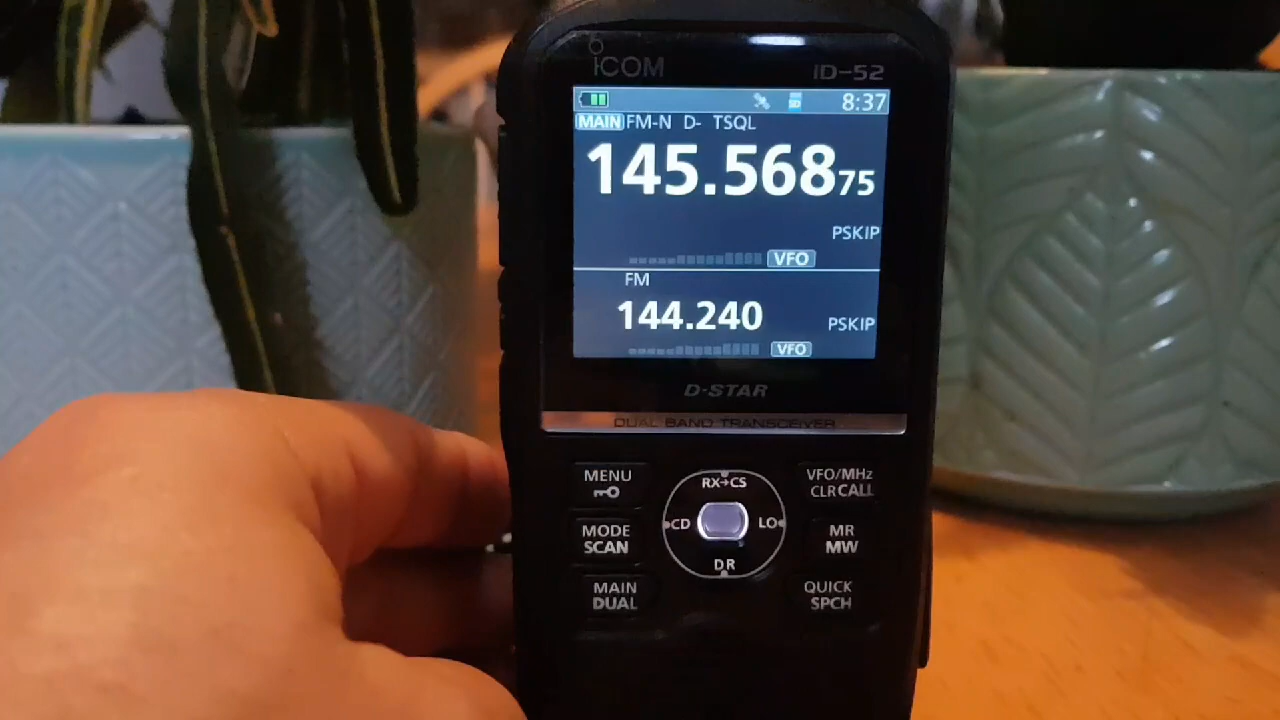 iCOM ID-52
SD 8:37
MAIN FM-N D- TSQL
145.56875
PSKIP
VFO
FM
144.240
PSKIP
VFO
D-STAR
DUAL BAND TRANSCEIVER
MENU
RX→CS
VFO/MHz
CLR CALL
MODE
SCAN
CD
LO
MR
MW
DR
MAIN
DUAL
QUICK
SPCH